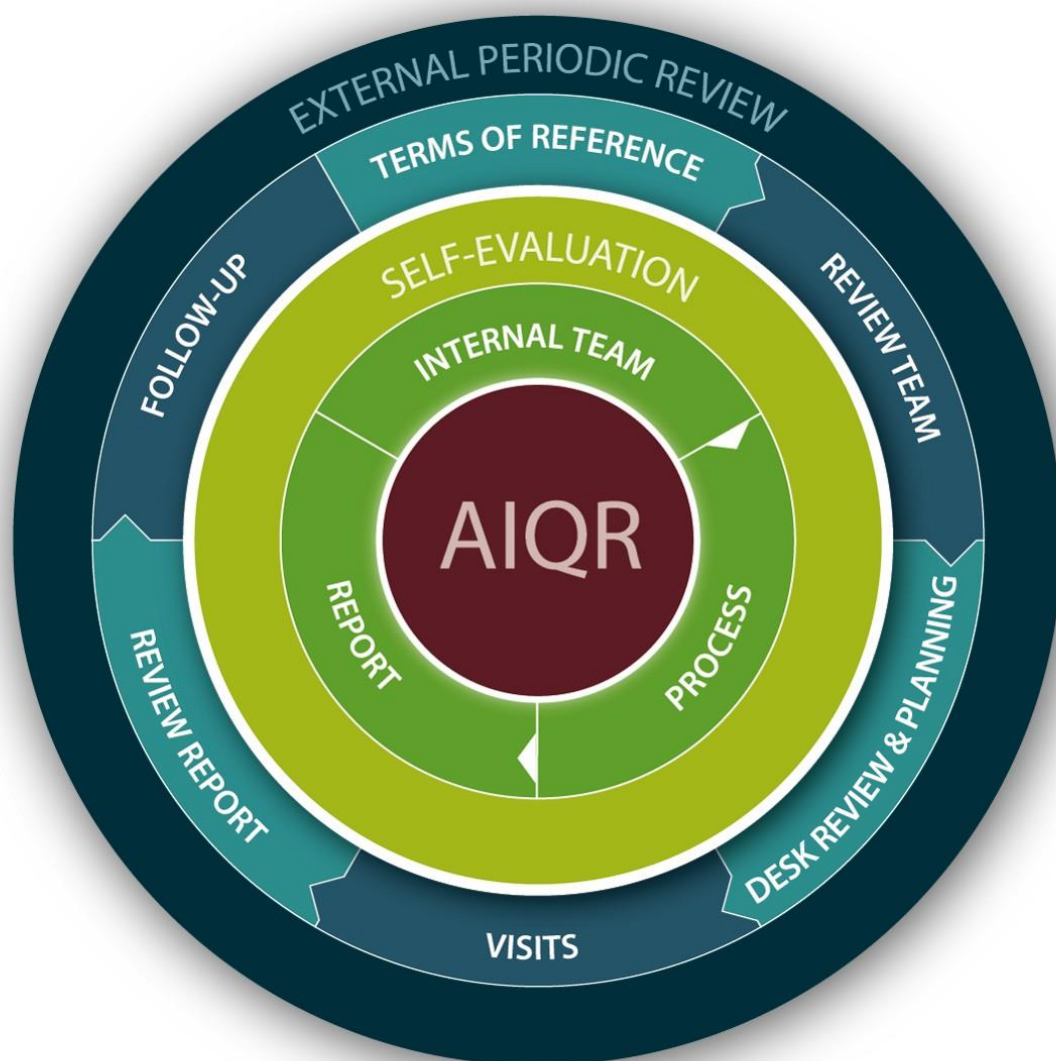 EXTERNAL PERIODIC REVIEW
TERMS OF REFERENCE
REVIEW TEAM
DESK REVIEW & PLANNING
VISITS
REVIEW REPORT
FOLLOW-UP
SELF-EVALUATION
INTERNAL TEAM
PROCESS
REPORT
AIQR